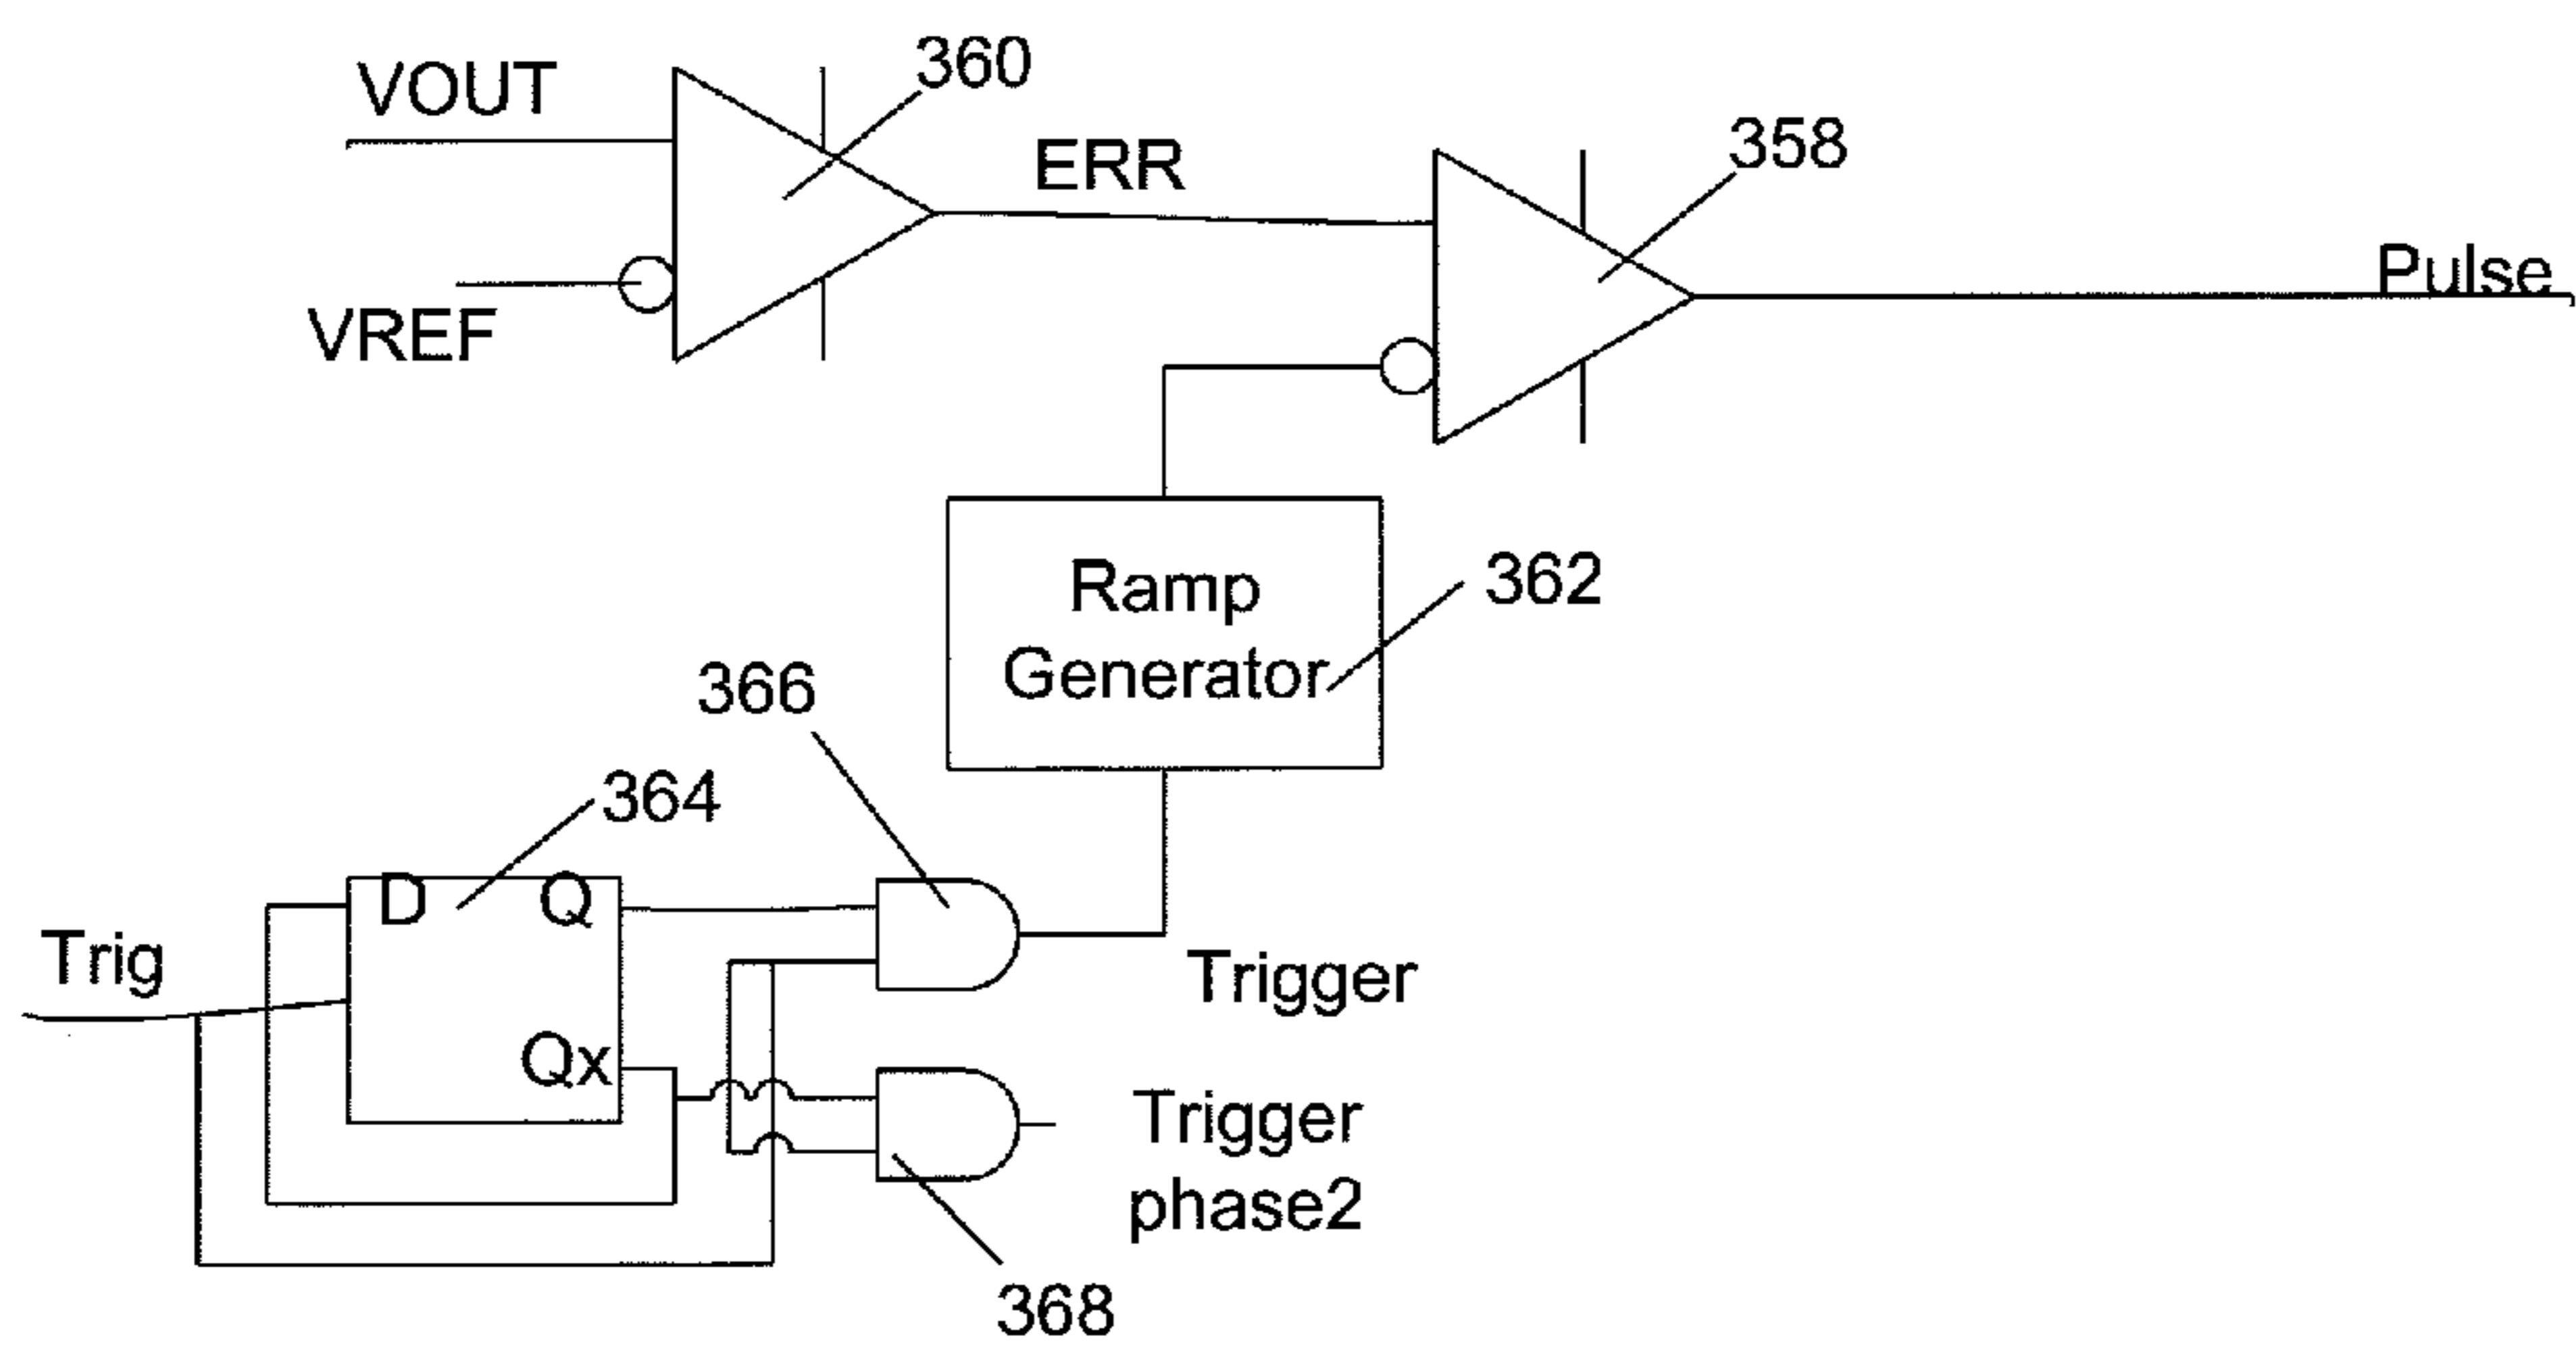 360
VOUT
358
ERR
Pulse
VREF
Ramp
Generator
362
366
364
D
Q
Trig
Trigger
Qx
Trigger
phase2
368